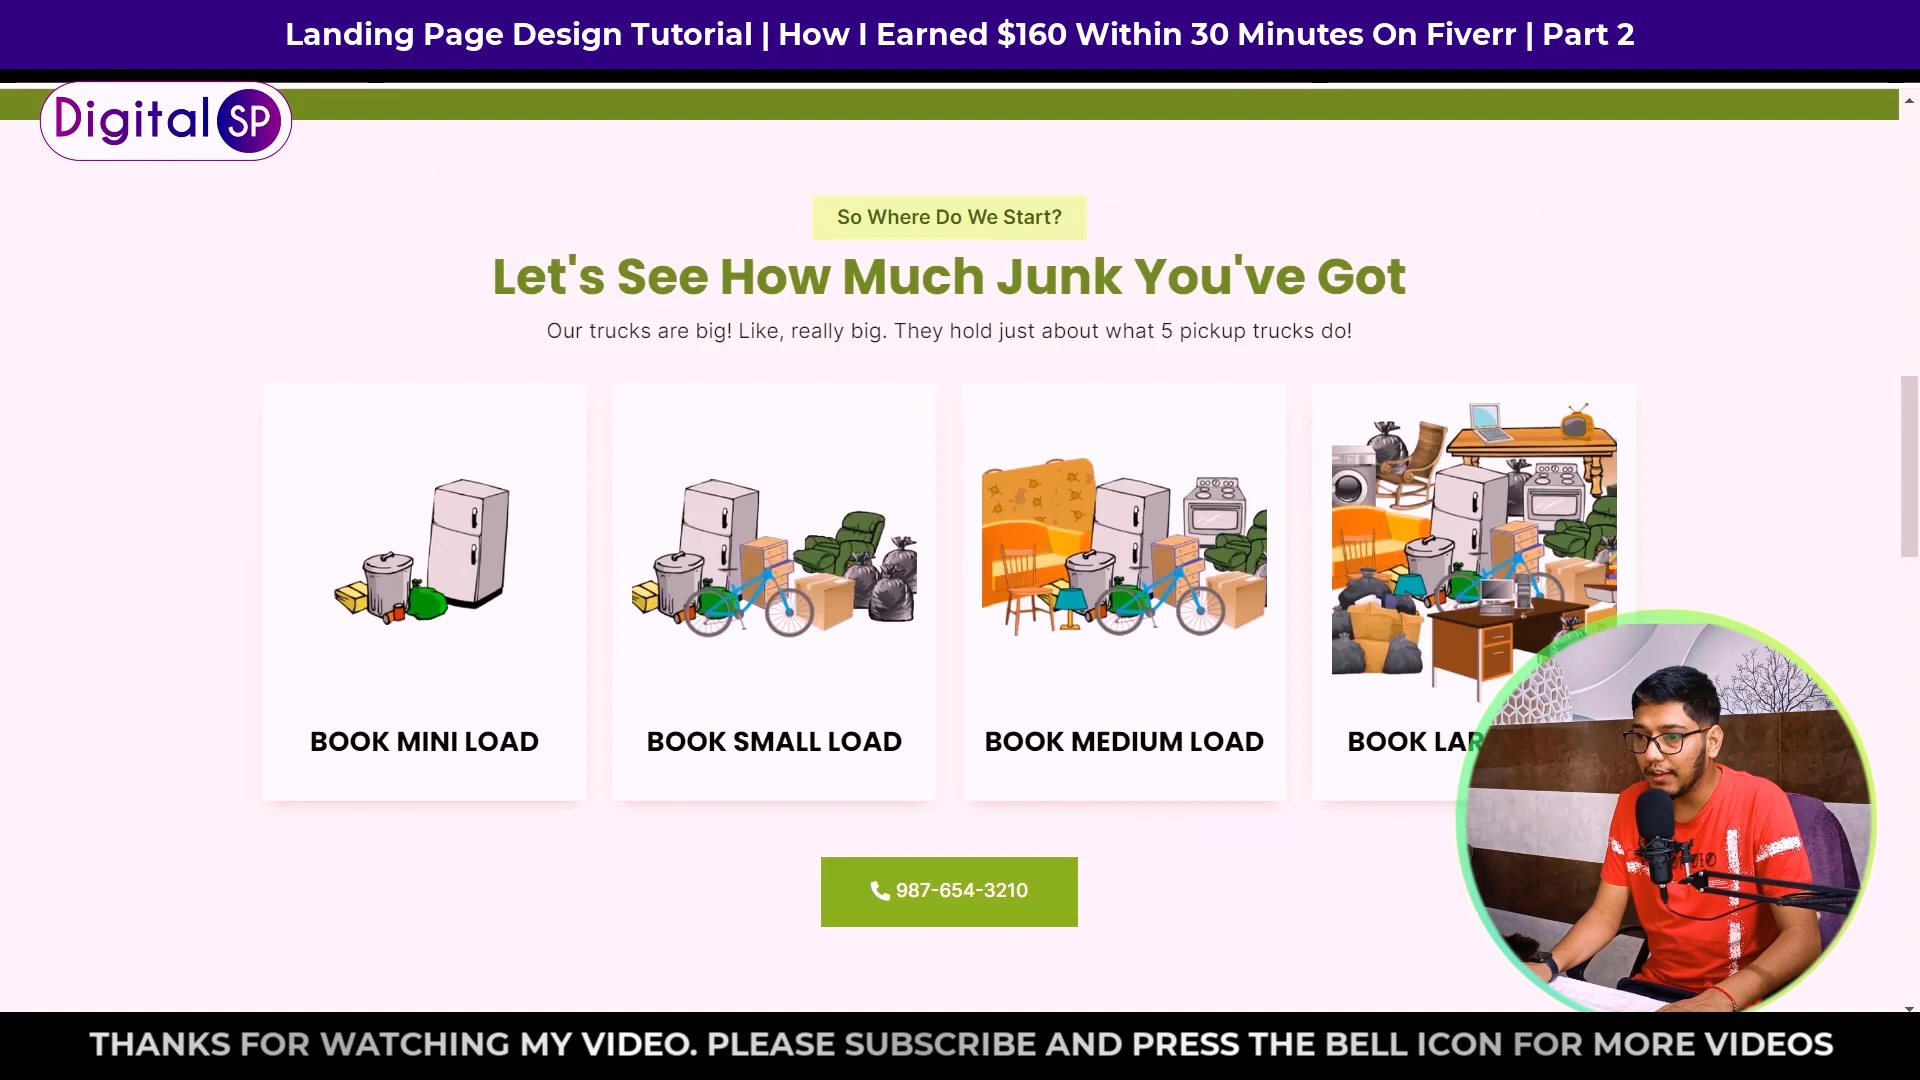 Landing Page Design Tutorial | How I Earned $160 Within 30 Minutes On Fiverr | Part 2
Digital SP
So Where Do We Start?
Let's See How Much Junk You've Got
Our trucks are big! Like, really big. They hold just about what 5 pickup trucks do!
BOOK MINI LOAD
BOOK SMALL LOAD
BOOK MEDIUM LOAD
BOOK LAR
987-654-3210
THANKS FOR WATCHING MY VIDEO. PLEASE SUBSCRIBE AND PRESS THE BELL ICON FOR MORE VIDEOS